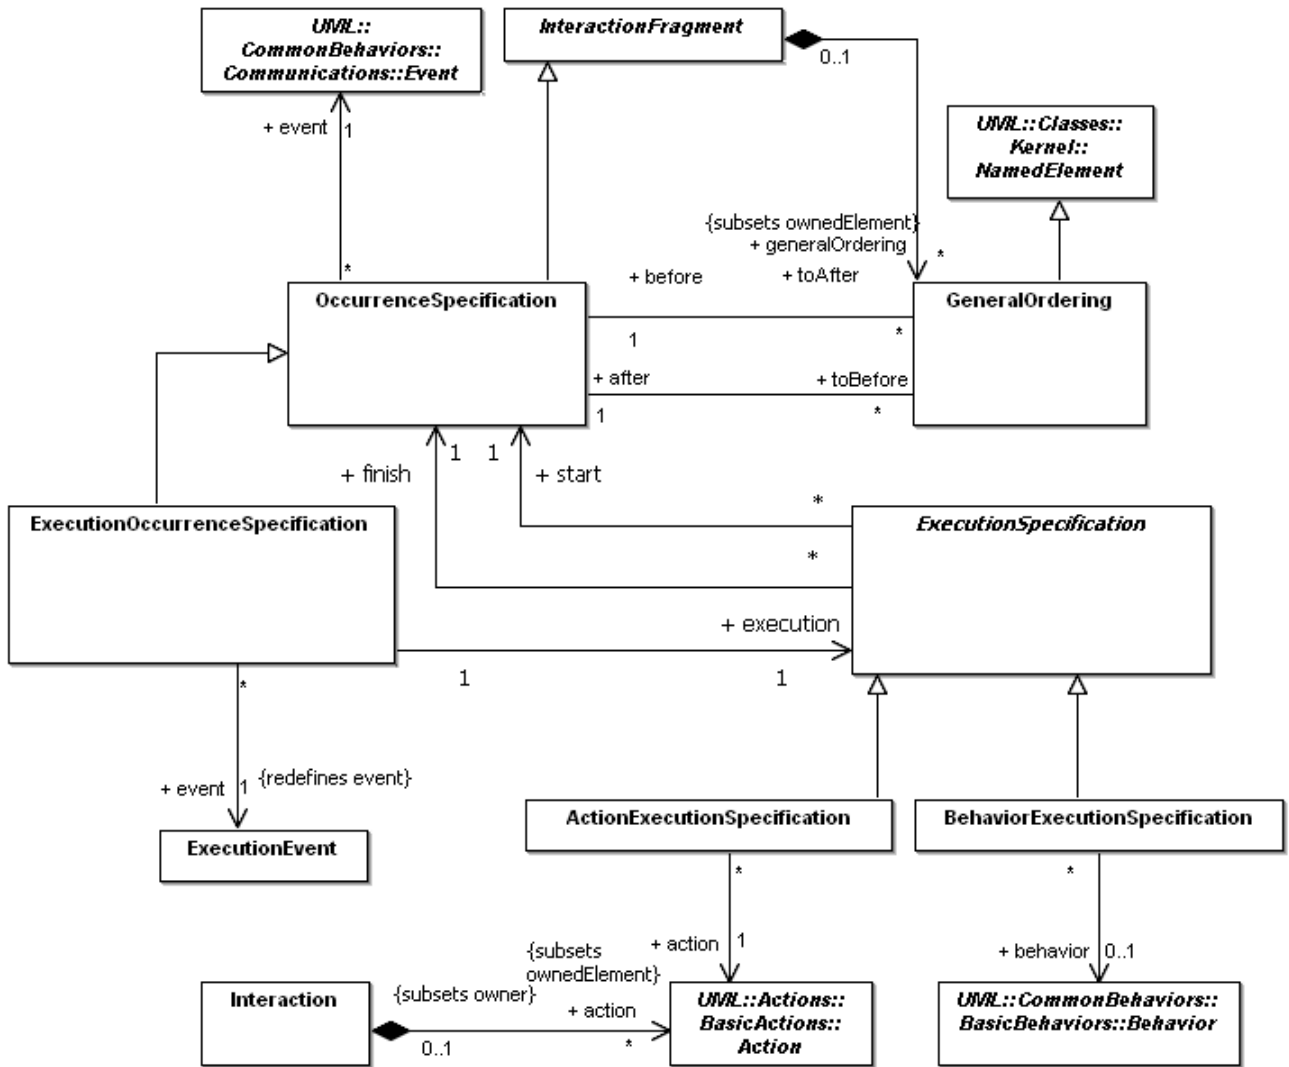 UML::
CommonBehaviors::
Communications::Event
InteractionFragment
0..1
+ event
1
UML::Classes::
Kernel::
NamedElement
{subsets ownedElement}
+ generalOrdering
*
*
+ before
+ toAfter
OccurrenceSpecification
GeneralOrdering
1
*
+ after
+ toBefore
1
*
+ finish
1
1
+ start
*
ExecutionOccurrenceSpecification
ExecutionSpecification
*
+ execution
1
1
*
+ event
1
{redefines event}
ActionExecutionSpecification
BehaviorExecutionSpecification
ExecutionEvent
*
*
{subsets
ownedElement}
+ action
1
+ behavior
0..1
Interaction
{subsets owner}
+ action
0..1
*
UML::Actions::
BasicActions::
Action
UML::CommonBehaviors::
BasicBehaviors::Behavior